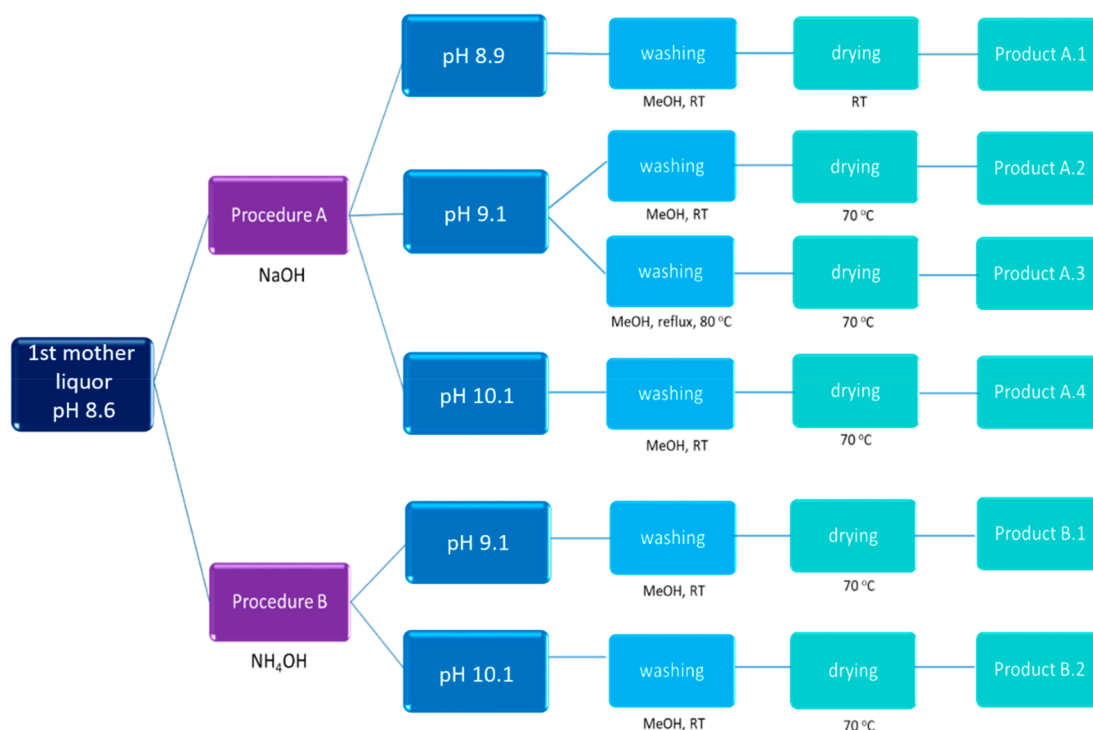 1st mother
liquor
pH 8.6
Procedure A
NaOH
pH 8.9
washing
MeOH, RT
drying
RT
Product A.1
pH 9.1
washing
MeOH, RT
drying
70 °C
Product A.2
washing
MeOH, reflux, 80 °C
drying
70 °C
Product A.3
pH 10.1
washing
MeOH, RT
drying
70 °C
Product A.4
Procedure B
NH₄OH
pH 9.1
washing
MeOH, RT
drying
70 °C
Product B.1
pH 10.1
washing
MeOH, RT
drying
70 °C
Product B.2